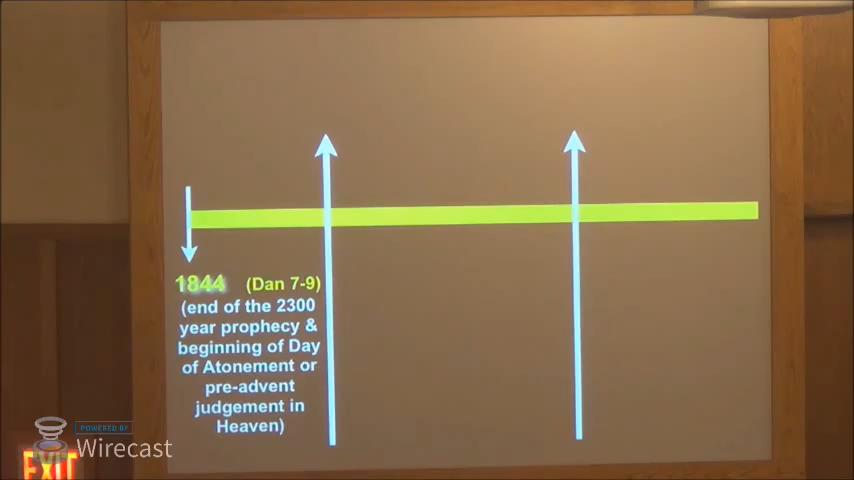 1844 (Dan 7-9)
(end of the 2300
year prophecy &
beginning of Day
of Atonement or
pre-advent
judgement in
Heaven)
POWERED BY
Wirecast
EXIT